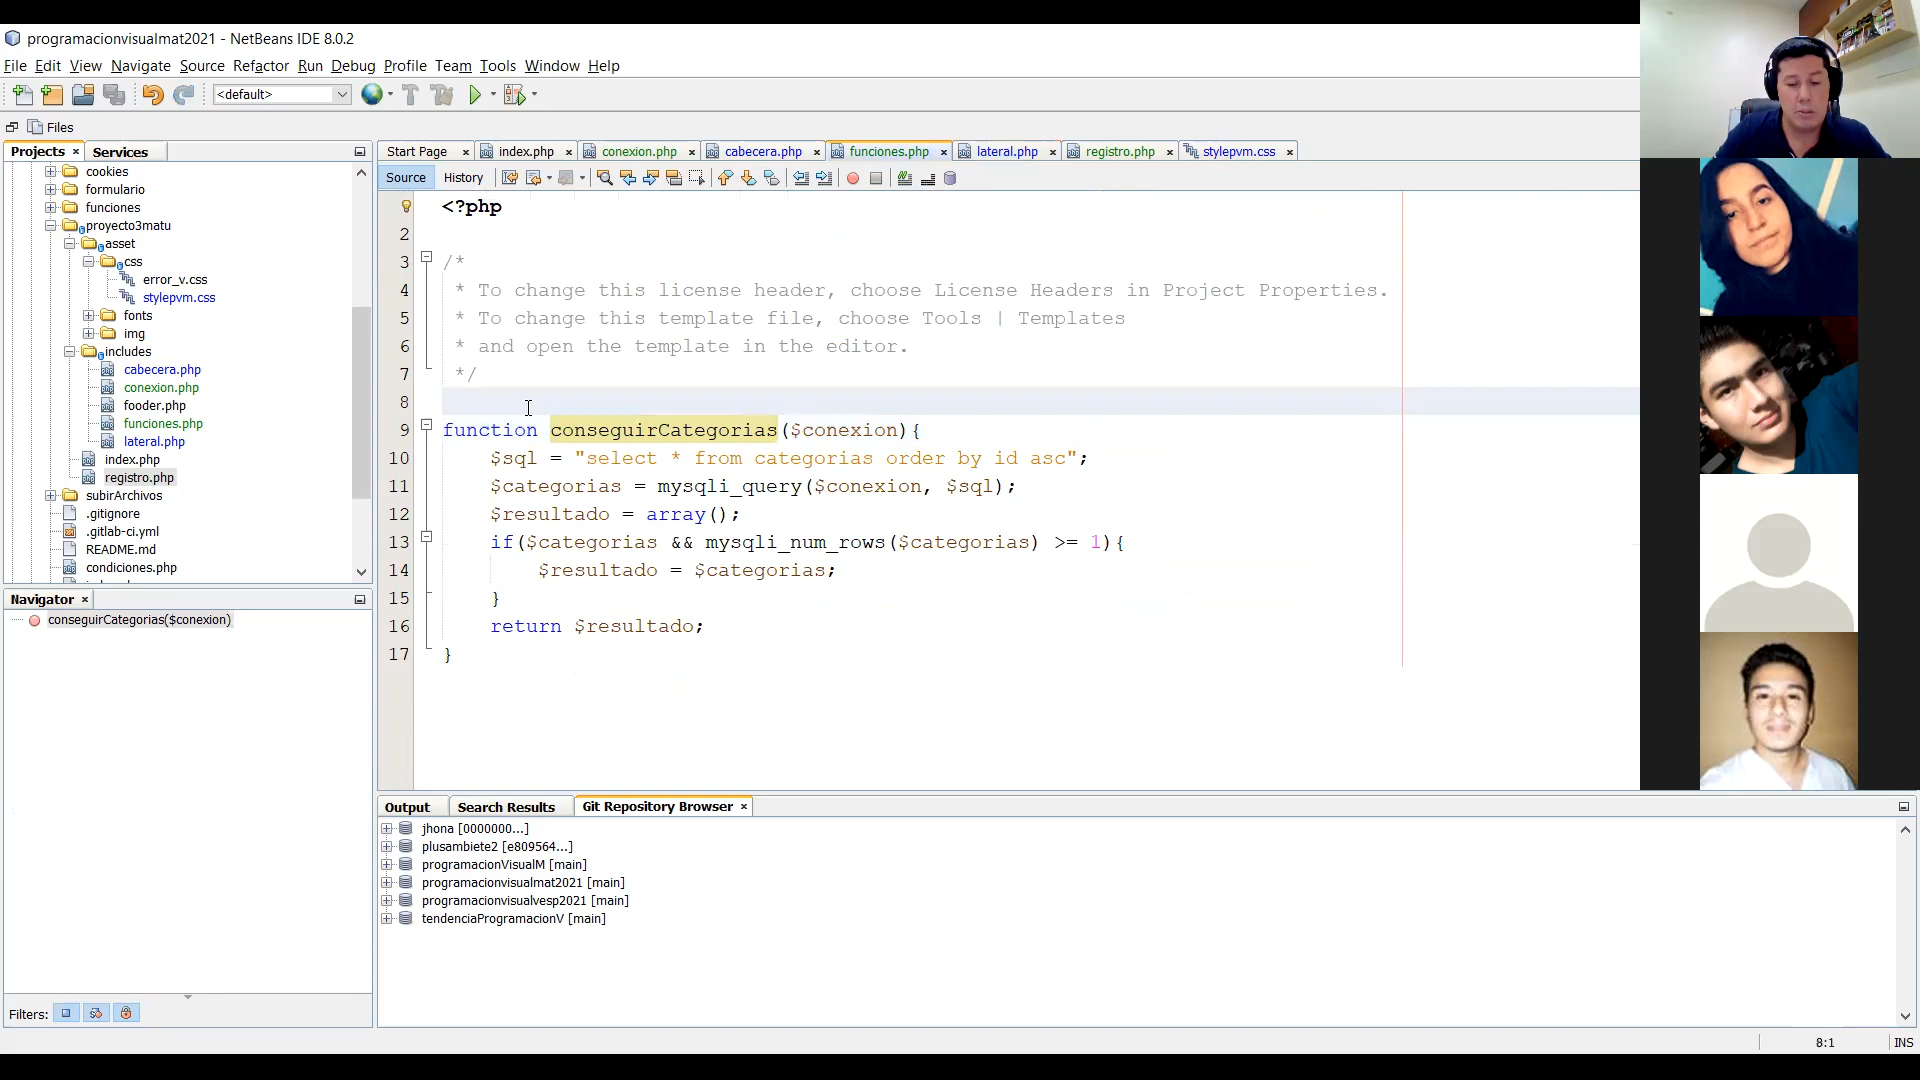 programacionvisualmat2021 - NetBeans IDE 8.0.2
File Edit View Navigate Source Refactor Run Debug Profile Team Tools Window Help
<default>
Files
Projects
Services
cookies
formulario
funciones
proyecto3matu
asset
css
error_v.css
stylepvm.css
fonts
img
includes
cabecera.php
conexion.php
fooder.php
funciones.php
lateral.php
index.php
registro.php
subirArchivos
.gitignore
.gitlab-ci.yml
README.md
condiciones.php
Navigator
conseguirCategorias($conexion)
Filters:
Start Page index.php conexion.php cabecera.php funciones.php lateral.php registro.php stylepvm.css
Source History
<?php
2
3 /*
4 * To change this license header, choose License Headers in Project Properties.
5 * To change this template file, choose Tools | Templates
6 * and open the template in the editor.
7 */
8
9 function conseguirCategorias($conexion){
10 $sql = "select * from categorias order by id asc";
11 $categorias = mysqli_query($conexion, $sql);
12 $resultado = array();
13 if($categorias && mysqli_num_rows($categorias) >= 1){
14 $resultado = $categorias;
15 }
16 return $resultado;
17 }
Output Search Results Git Repository Browser
jhona [0000000...]
plusambiete2 [e809564...]
programacionVisualM [main]
programacionvisualmat2021 [main]
programacionvisualvesp2021 [main]
tendenciaProgramacionV [main]
8:1 INS